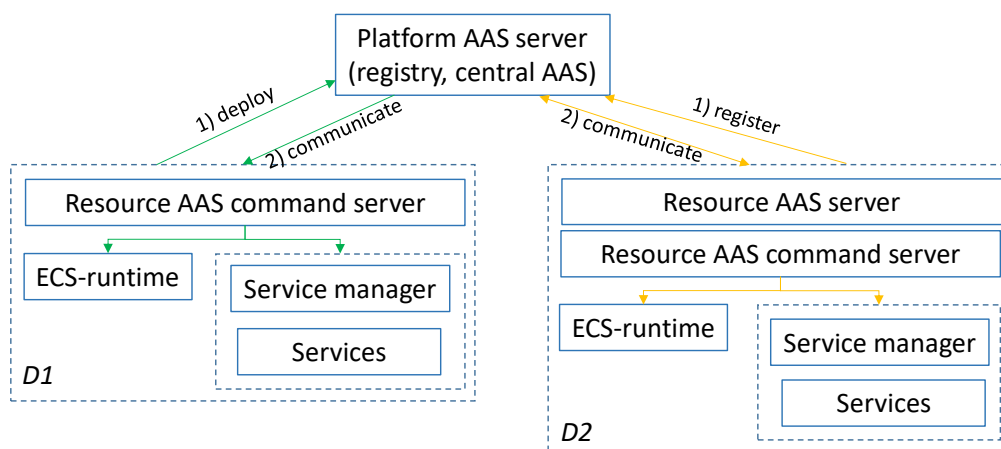 Platform AAS server
(registry, central AAS)
1) deploy
2) communicate
1) register
2) communicate
Resource AAS command server
ECS-runtime
Service manager
Services
D1
Resource AAS server
Resource AAS command server
ECS-runtime
Service manager
Services
D2